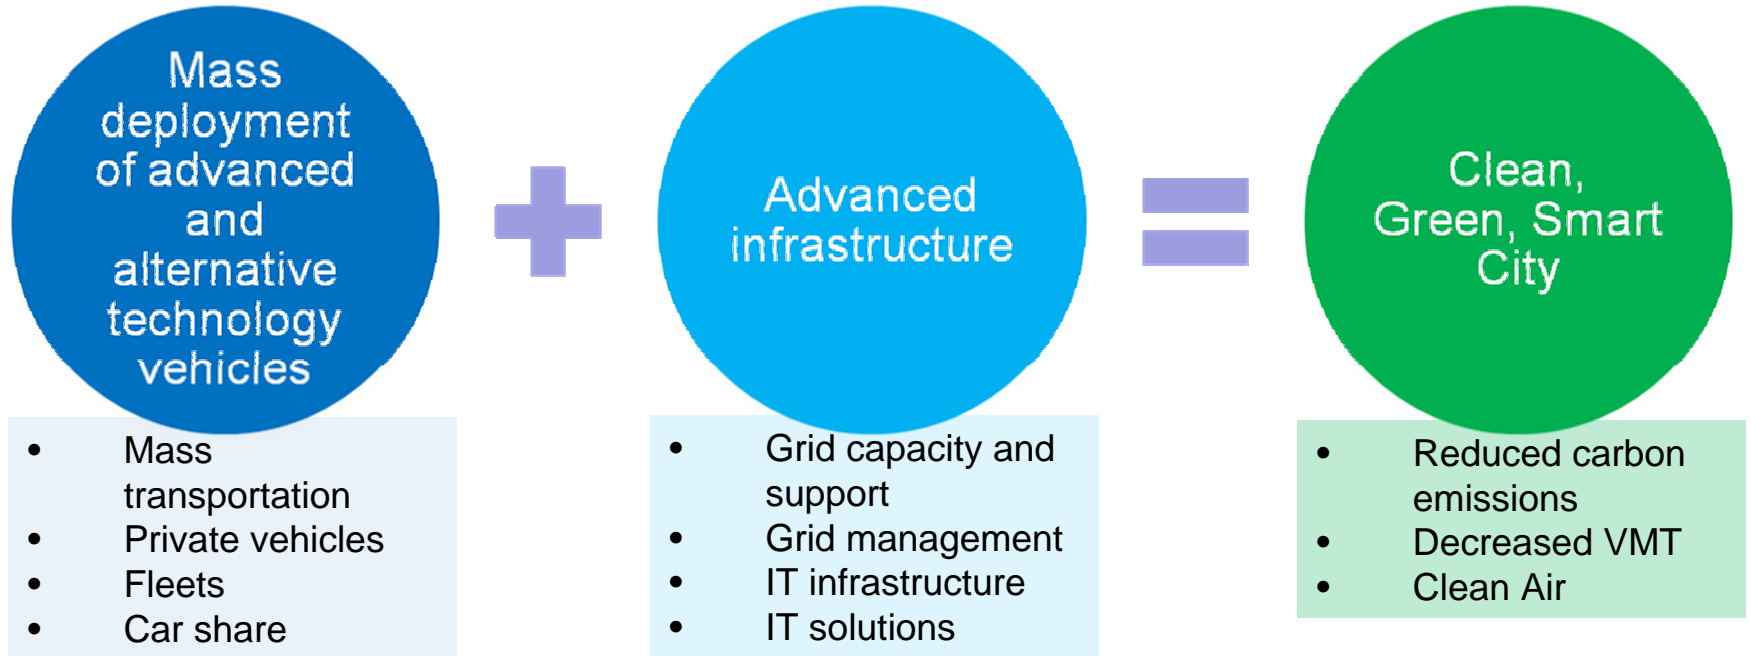 Mass
deployment
of advanced
and
alternative
technology
vehicles
• Mass
transportation
• Private vehicles
• Fleets
• Car share
+
Advanced
infrastructure
• Grid capacity and
support
• Grid management
• IT infrastructure
• IT solutions
=
Clean,
Green, Smart
City
• Reduced carbon
emissions
• Decreased VMT
• Clean Air